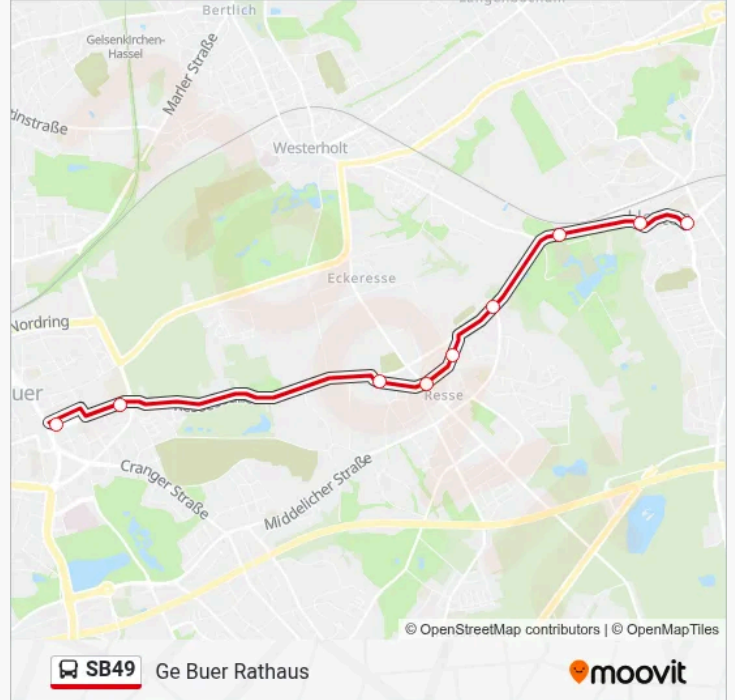 Bertlich
Gelsenkirchen-
Hassel
Marler Straße
tinstraße
Westerholt
Eckeresse
Nordring
uer
Resse
Cranger Straße
Middelicher Straße
© OpenStreetMap contributors | © OpenMapTiles
SB49 Ge Buer Rathaus moovit